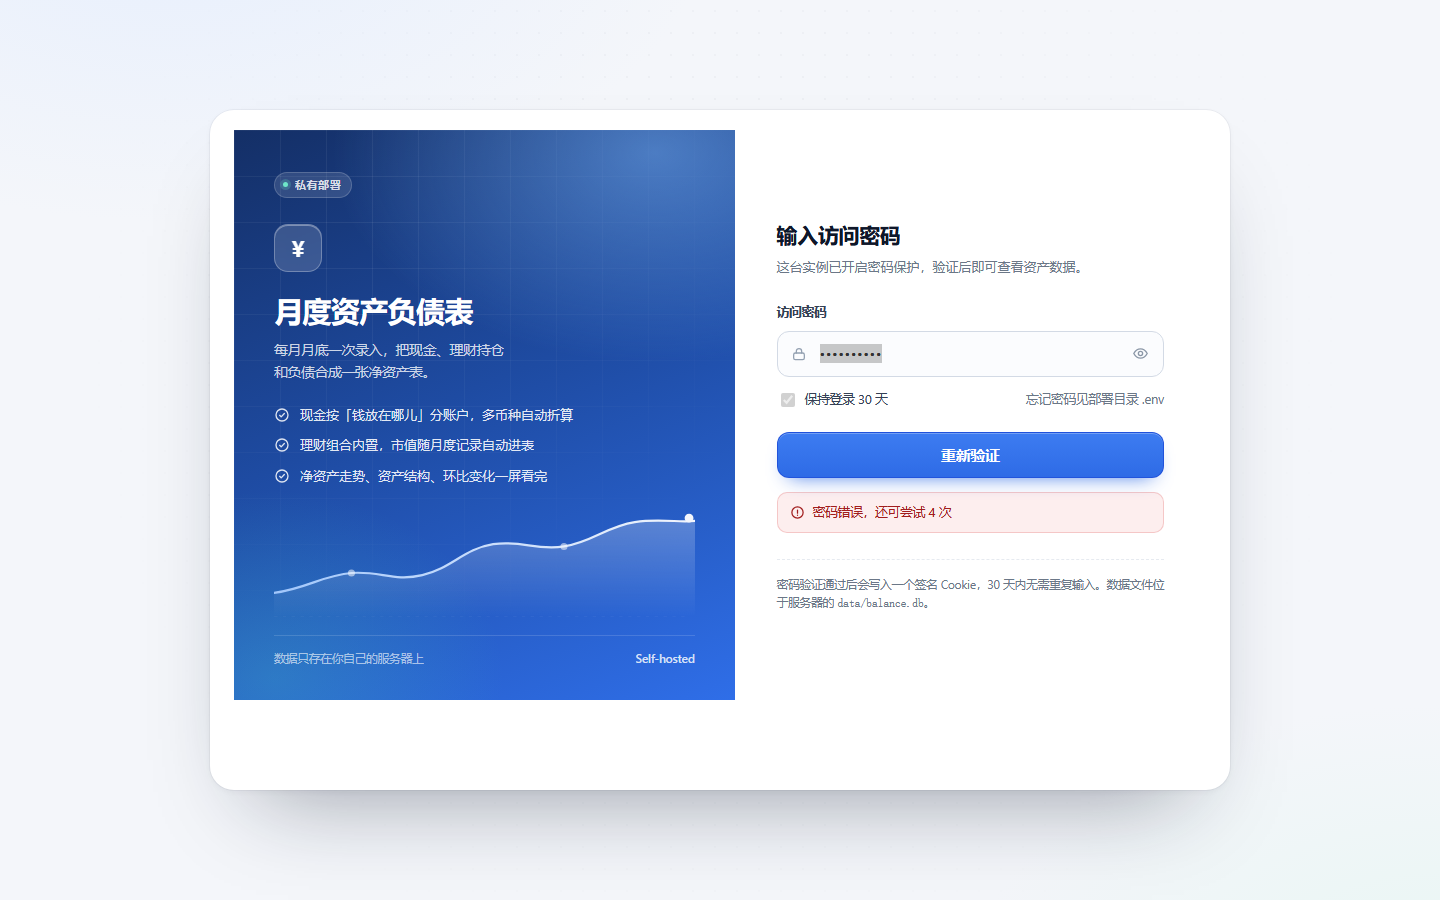 私有部署
¥
月度资产负债表
每月月底一次录入，把现金、理财持仓
和负债合成一张净资产表。
现金按「钱放在哪儿」分账户，多币种自动折算
理财组合内置，市值随月度记录自动进表
净资产走势、资产结构、环比变化一屏看完
数据只存在你自己的服务器上
Self-hosted
输入访问密码
这台实例已开启密码保护，验证后即可查看资产数据。
访问密码
••••••••••
保持登录 30 天
忘记密码见部署目录 .env
重新验证
密码错误，还可尝试 4 次
密码验证通过后会写入一个签名 Cookie，30 天内无需重复输入。数据文件位
于服务器的 data/balance.db。